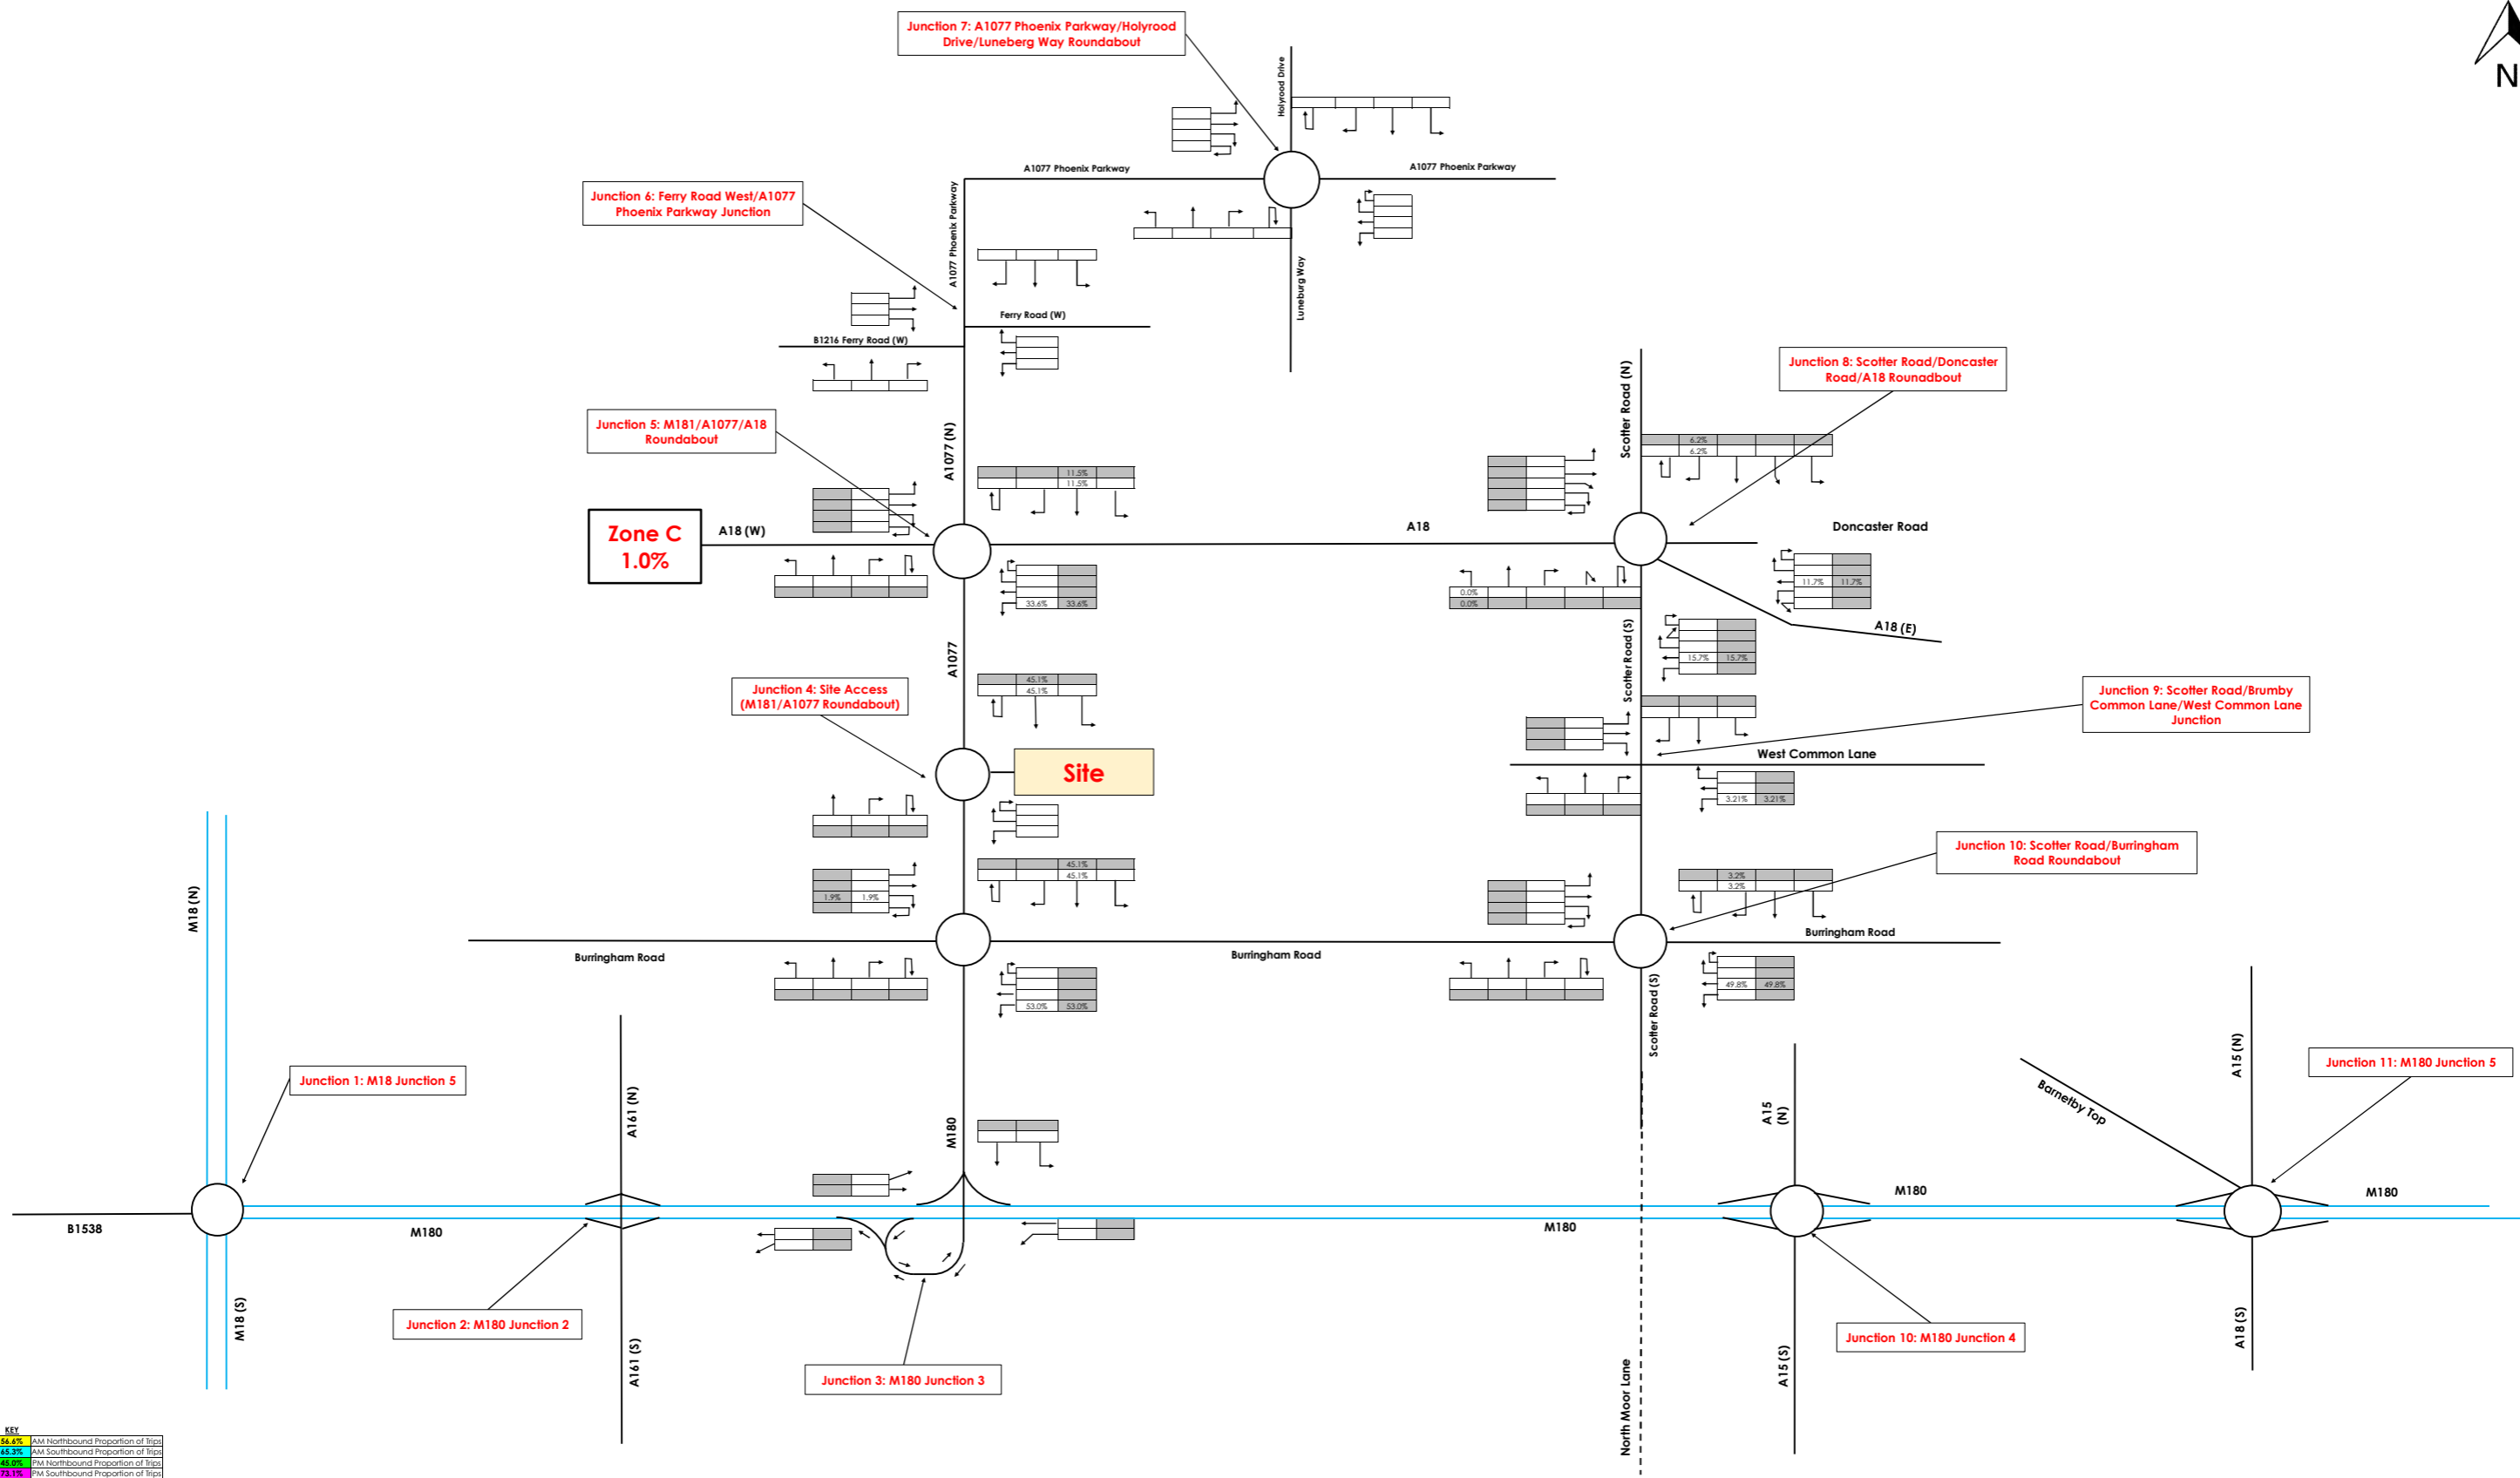 Junction 7: A1077 Phoenix Parkway/Holyrood
Drive/Luneberg Way Roundabout
N
Holyrood Drive
A1077 Phoenix Parkway
A1077 Phoenix Parkway
Junction 6: Ferry Road West/A1077
Phoenix Parkway Junction
A1077 Phoenix Parkway
Luneburg Way
Ferry Road (W)
B1216 Ferry Road (W)
Junction 8: Scotter Road/Doncaster
Road/A18 Rounadbout
Scotter Road (N)
Junction 5: M181/A1077/A18
Roundabout
A1077 (N)
6.2%
6.2%
11.5%
11.5%
Zone C
1.0%
A18 (W)
A18
Doncaster Road
11.7% 11.7%
33.6% 33.6%
0.0%
0.0%
A18 (E)
Scotter Road (S)
15.7% 15.7%
A1077
45.1%
45.1%
Junction 4: Site Access
(M181/A1077 Roundabout)
Junction 9: Scotter Road/Brumby
Common Lane/West Common Lane
Junction
West Common Lane
Site
3.21% 3.21%
Junction 10: Scotter Road/Burringham
Road Roundabout
45.1%
45.1%
1.9% 1.9%
3.2%
3.2%
M18 (N)
Burringham Road
Burringham Road
Burringham Road
53.0% 53.0%
49.8% 49.8%
Scotter Road (S)
Junction 1: M18 Junction 5
A161 (N)
M180
A15
(N)
Barnetby Top
A15 (N)
Junction 11: M180 Junction 5
B1538
M180
M180
M180
M180
M18 (S)
Junction 2: M180 Junction 2
A161 (S)
Junction 3: M180 Junction 3
Junction 10: M180 Junction 4
A15 (S)
A18 (S)
North Moor Lane
KEY
56.6% AM Northbound Proportion of Trips
65.3% AM Southbound Proportion of Trips
45.0% PM Northbound Proportion of Trips
73.1% PM Southbound Proportion of Trips